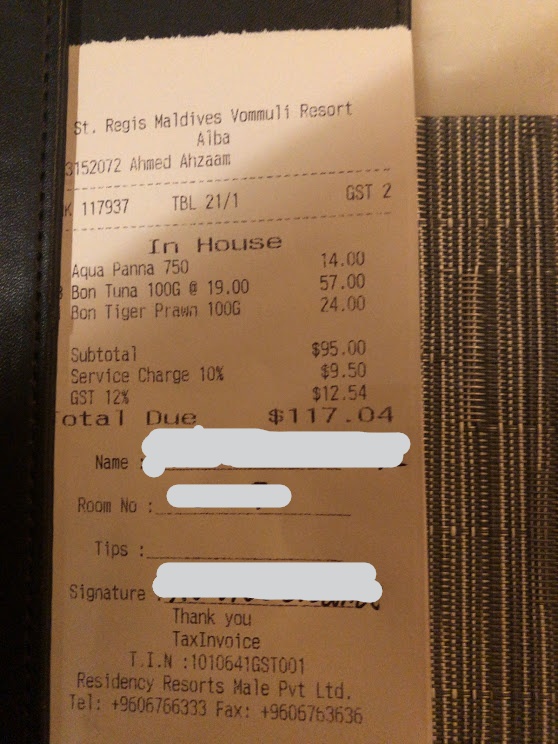 St. Regis Maldives Vommuli Resort
Alba
3152072 Ahmed Ahzaam
K 117937 TBL 21/1 GST 2
In House
Aqua Panna 750 14.00
3 Bon Tuna 100G @ 19.00 57.00
Bon Tiger Prawn 100G 24.00
Subtotal $95.00
Service Charge 10% $9.50
GST 12% $12.54
otal Due $117.04
Name :
Room No :
Tips :
Signature :
Thank you
TaxInvoice
T.I.N :1010641GST001
Residency Resorts Male Pvt Ltd.
Tel: +9606766333 Fax: +9606763636